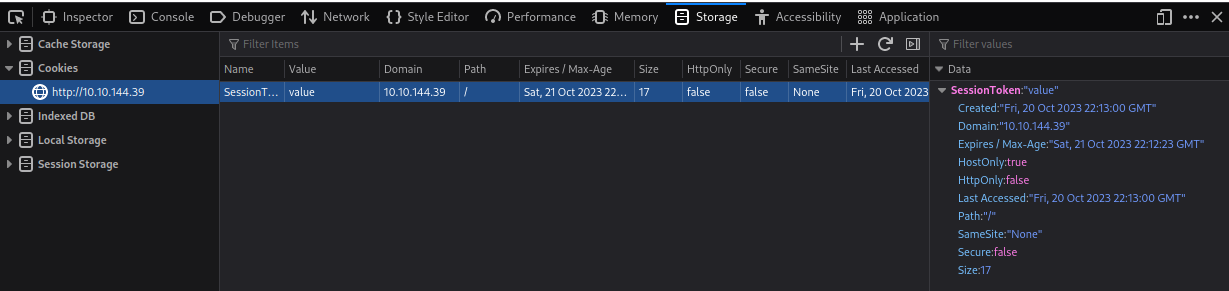 Inspector Console Debugger Network Style Editor Performance Memory Storage Accessibility Application
Cache Storage
Cookies
http://10.10.144.39
Indexed DB
Local Storage
Session Storage
Filter Items
Name Value Domain Path Expires / Max-Age Size HttpOnly Secure SameSite Last Accessed
SessionT... value 10.10.144.39 / Sat, 21 Oct 2023 22... 17 false false None Fri, 20 Oct 2023
Filter values
Data
SessionToken:"value"
Created:"Fri, 20 Oct 2023 22:13:00 GMT"
Domain:"10.10.144.39"
Expires / Max-Age:"Sat, 21 Oct 2023 22:12:23 GMT"
HostOnly:true
HttpOnly:false
Last Accessed:"Fri, 20 Oct 2023 22:13:00 GMT"
Path:"/"
SameSite:"None"
Secure:false
Size:17